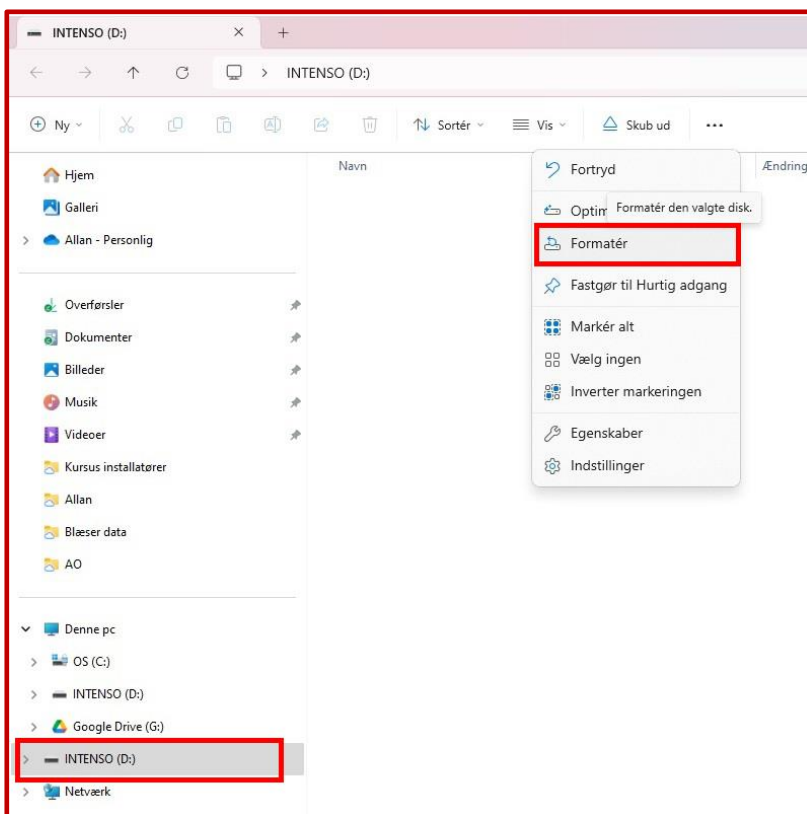 INTENSO (D:)
INTENSO (D:)
Ny
Sortér
Vis
Skub ud
Hjem
Galleri
Allan - Personlig
Overførsler
Dokumenter
Billeder
Musik
Videoer
Kursus installatører
Allan
Blæser data
AO
Denne pc
OS (C:)
INTENSO (D:)
Google Drive (G:)
INTENSO (D:)
Netværk
Navn
Ændring
Fortryd
Optim
Formatér den valgte disk.
Formatér
Fastgør til Hurtig adgang
Markér alt
Vælg ingen
Inverter markeringen
Egenskaber
Indstillinger